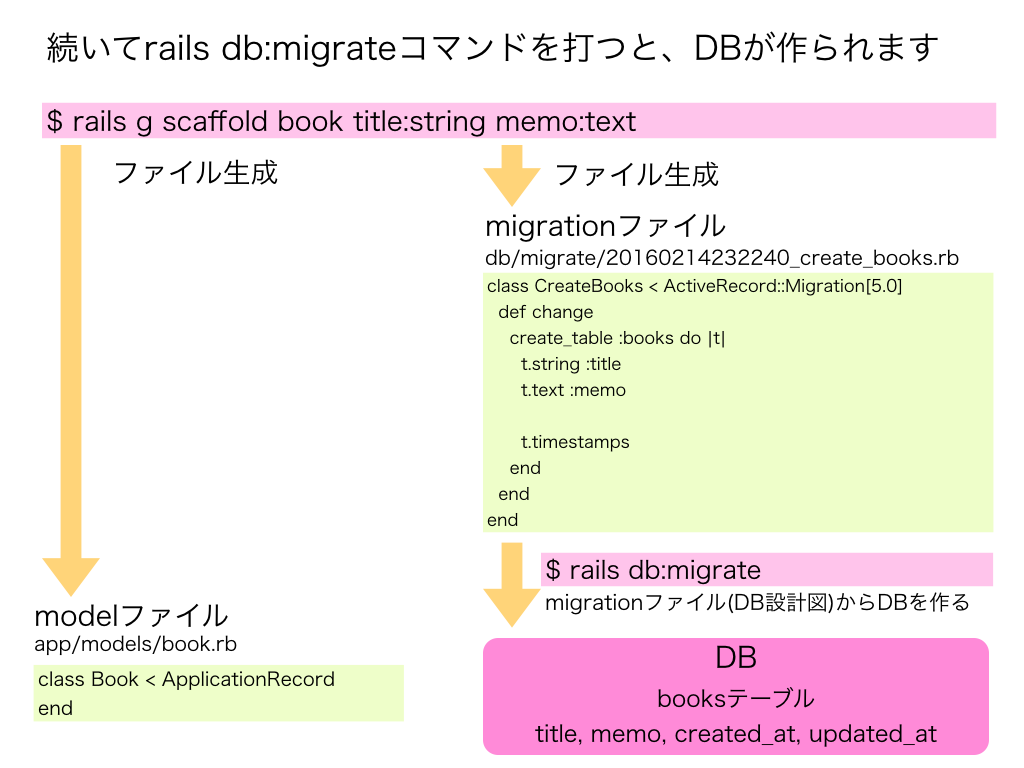 続いてrails db:migrateコマンドを打つと、DBが作られます
$ rails g scaffold book title:string memo:text
ファイル生成
ファイル生成
migrationファイル
db/migrate/20160214232240_create_books.rb
class CreateBooks < ActiveRecord::Migration[5.0]
def change
create_table :books do |t|
t.string :title
t.text :memo
t.timestamps
end
end
end
$ rails db:migrate
migrationファイル(DB設計図)からDBを作る
modelファイル
app/models/book.rb
class Book < ApplicationRecord
end
DB
booksテーブル
title, memo, created_at, updated_at